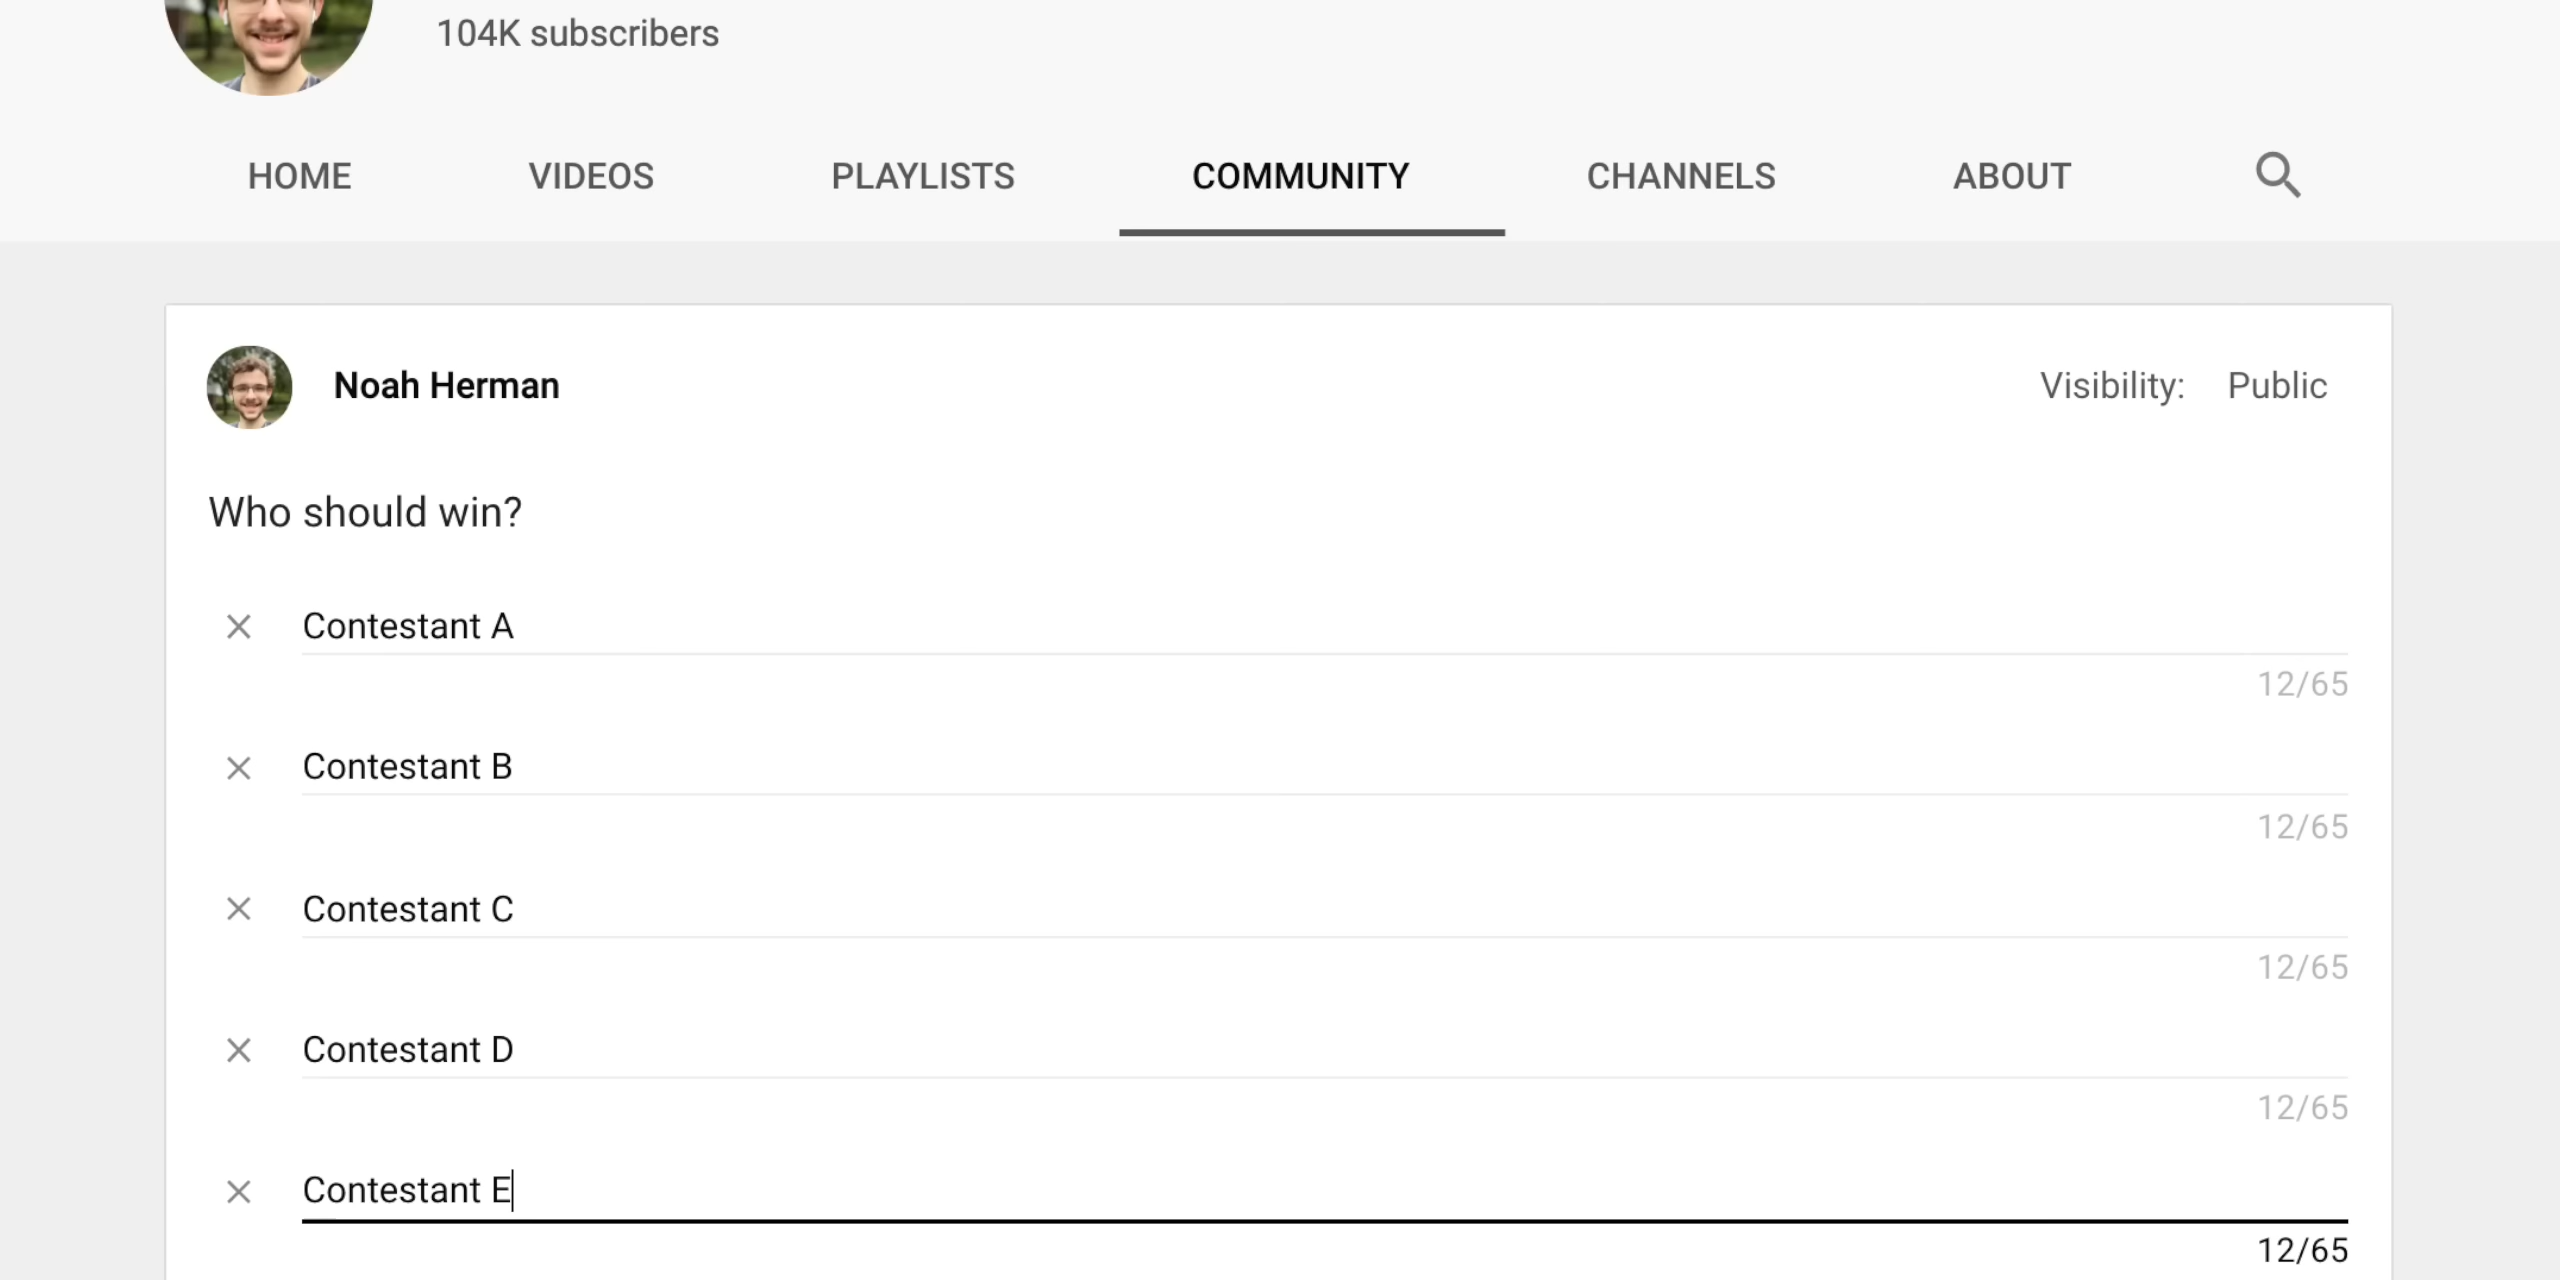 104K subscribers
HOME VIDEOS PLAYLISTS COMMUNITY CHANNELS ABOUT
Noah Herman Visibility: Public
Who should win?
Contestant A
12/65
Contestant B
12/65
Contestant C
12/65
Contestant D
12/65
Contestant E
12/65